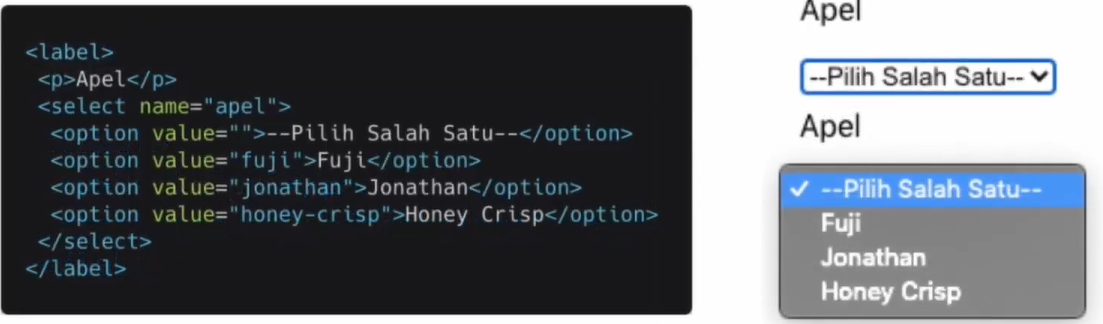 <label>
<p>Apel</p>
<select name="apel">
<option value="">--Pilih Salah Satu--</option>
<option value="fuji">Fuji</option>
<option value="jonathan">Jonathan</option>
<option value="honey-crisp">Honey Crisp</option>
</select>
</label>
Apel
--Pilih Salah Satu--
Apel
--Pilih Salah Satu--
Fuji
Jonathan
Honey Crisp